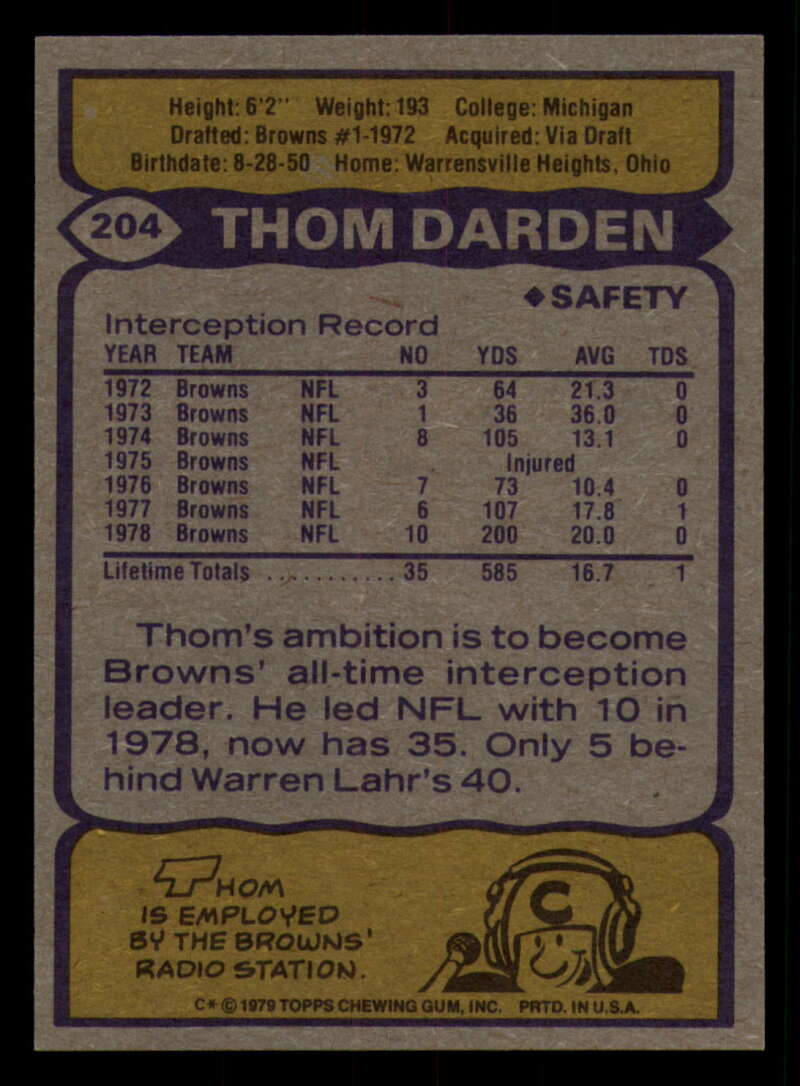 Height: 6'2" Weight: 193 College: Michigan
Drafted: Browns #1-1972 Acquired: Via Draft
Birthdate: 8-28-50 Home: Warrensville Heights, Ohio
204 THOM DARDEN
◆SAFETY
Interception Record
YEAR TEAM NO YDS AVG TDS
1972 Browns NFL 3 64 21.3 0
1973 Browns NFL 1 36 36.0 0
1974 Browns NFL 8 105 13.1 0
1975 Browns NFL Injured
1976 Browns NFL 7 73 10.4 0
1977 Browns NFL 6 107 17.8 1
1978 Browns NFL 10 200 20.0 0
Lifetime Totals ............ 35 585 16.7 1
Thom's ambition is to become
Browns' all-time interception
leader. He led NFL with 10 in
1978, now has 35. Only 5 be-
hind Warren Lahr's 40.
THOM
IS EMPLOYED
BY THE BROWNS'
RADIO STATION.
C
C*© 1979 TOPPS CHEWING GUM, INC. PRTD. IN U.S.A.